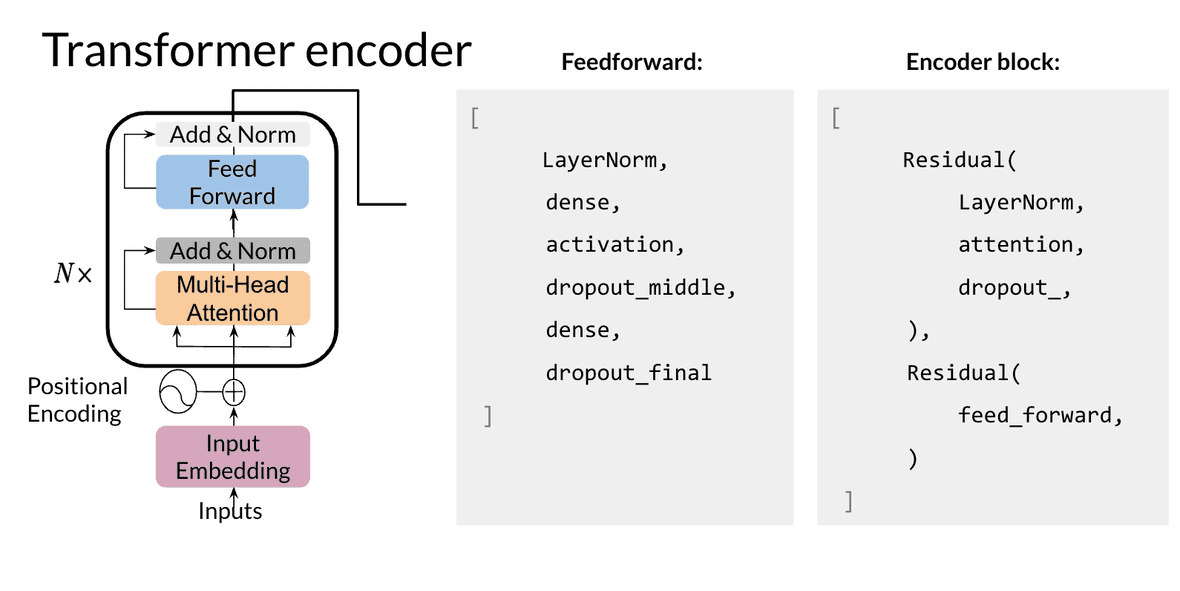 Transformer encoder
Add & Norm
Feed
Forward
Add & Norm
Multi-Head
Attention
N×
Positional
Encoding
Input
Embedding
Inputs
Feedforward:
[
LayerNorm,
dense,
activation,
dropout_middle,
dense,
dropout_final
]
Encoder block:
[
Residual(
LayerNorm,
attention,
dropout_,
),
Residual(
feed_forward,
)
]